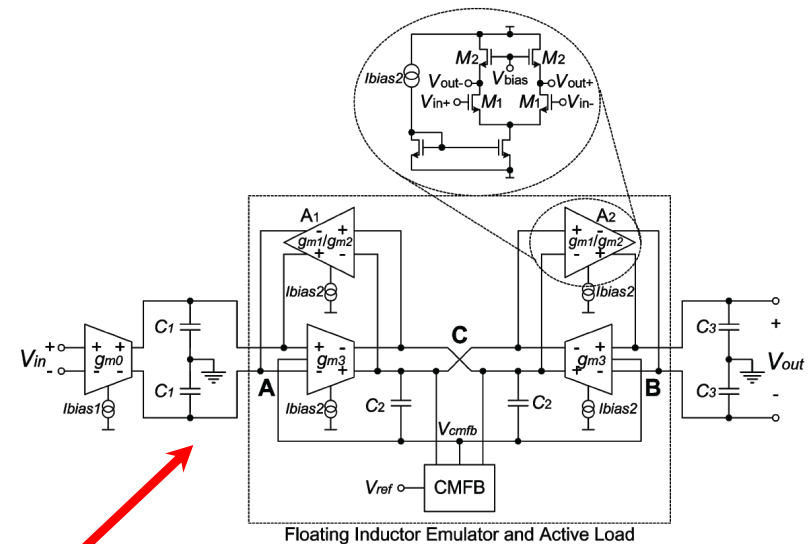 M2 M2
Ibias2 Vbias
Vout- Vout+
Vin+ M1 M1 Vin-
A1 A2
- +
gm1/gm2
+ -
+ -
gm1/gm2
- +
Ibias2 Ibias2
C1 C3
Vin + - + + gm0 - - + gm3 - + C - + gm3 + - Vout + -
A B
C1 C3
Ibias1 Ibias2 C2 C2 Ibias2
Vcmfb
Vref CMFB
Floating Inductor Emulator and Active Load